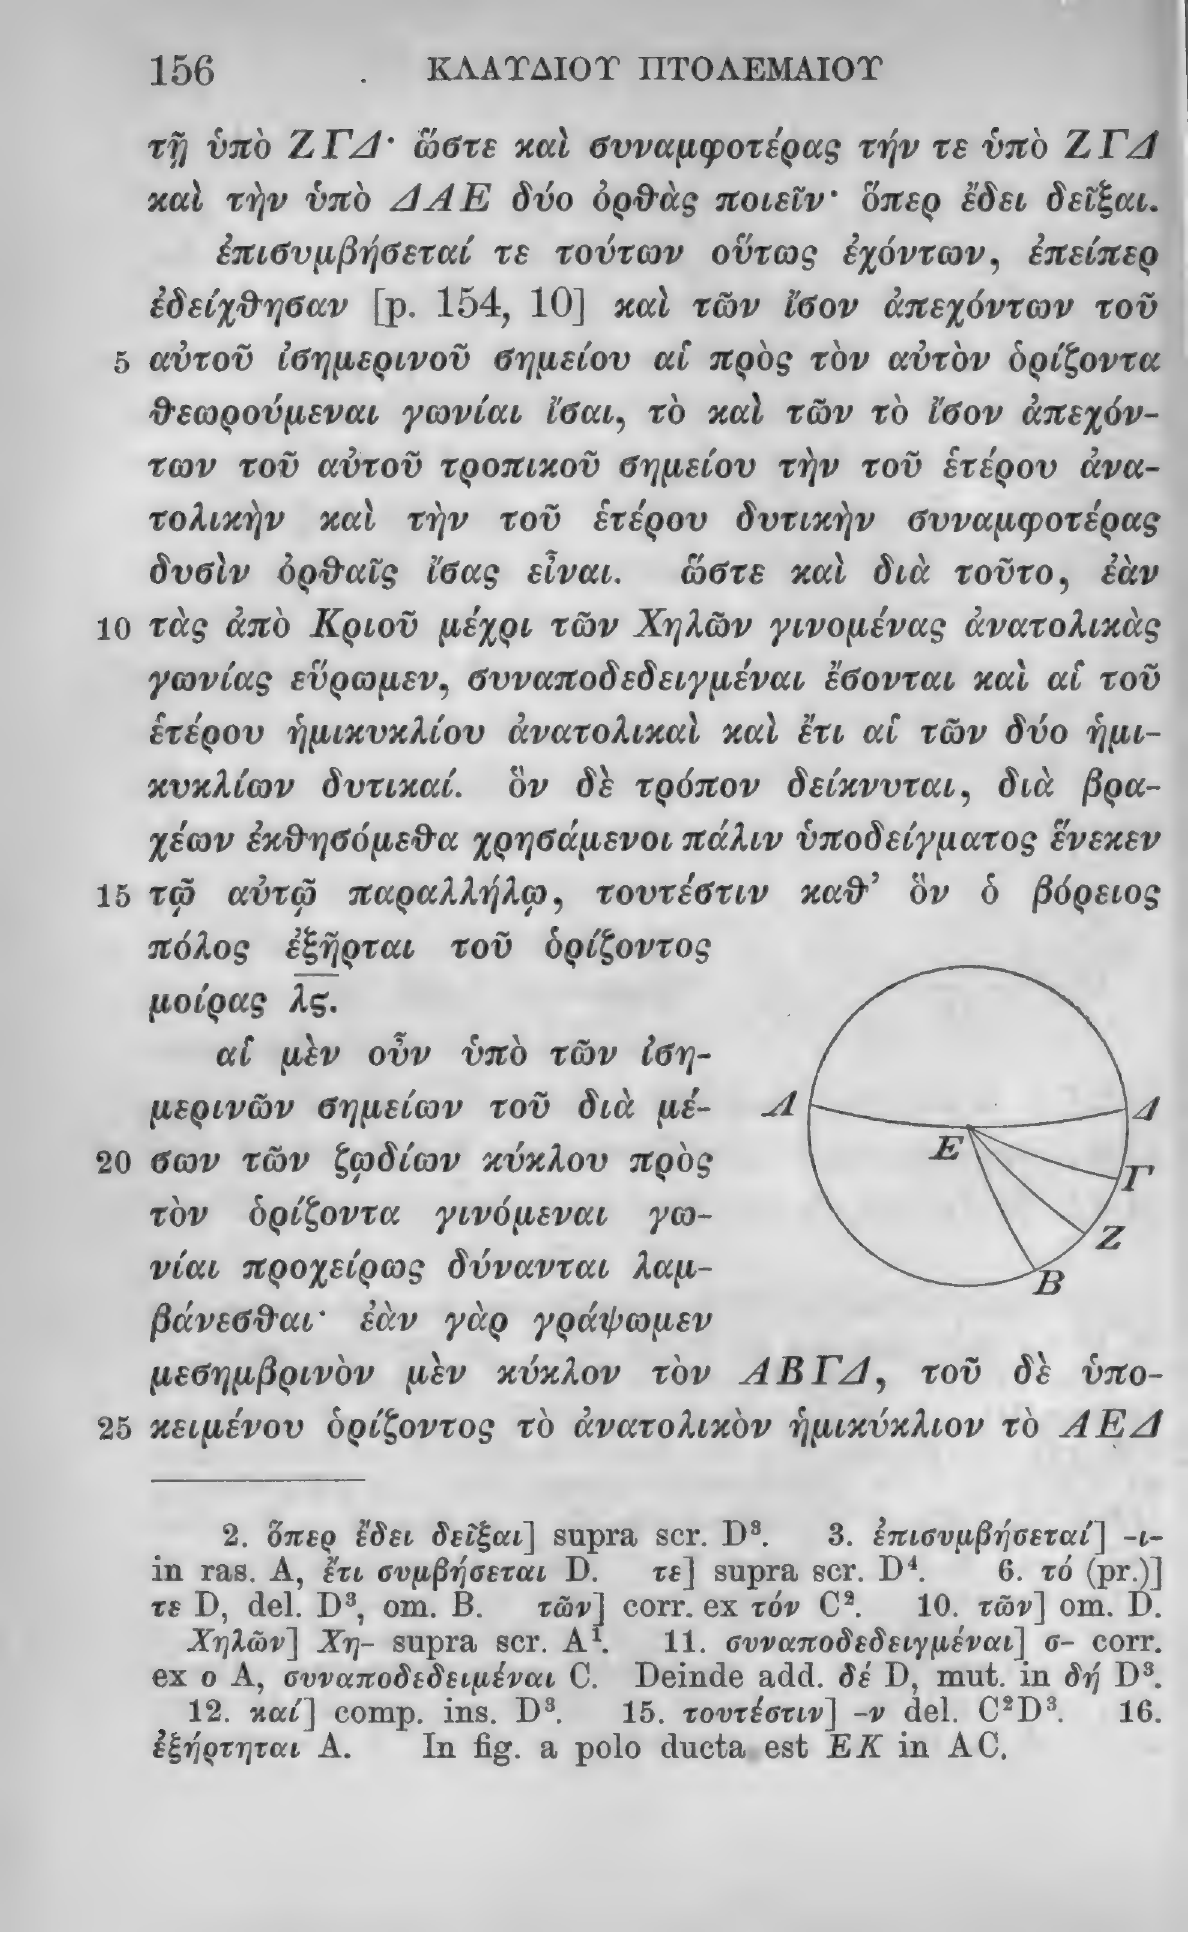 156 . ΚΛΑΥΔΙΟΥ ΠΤΟΛΕΜΑΙΟΥ
τῇ ὑπὸ ΖΓΔ· ὥστε καὶ συναμφοτέρας τήν τε ὑπὸ ΖΓΔ
καὶ τὴν ὑπὸ ΔΑΕ δύο ὀρθὰς ποιεῖν· ὅπερ ἔδει δεῖξαι.
ἐπισυμβήσεταί τε τούτων οὕτως ἐχόντων, ἐπείπερ
ἐδείχθησαν [p. 154, 10] καὶ τῶν ἴσον ἀπεχόντων τοῦ
5 αὐτοῦ ἰσημερινοῦ σημείου αἱ πρὸς τὸν αὐτὸν ὁρίζοντα
θεωρούμεναι γωνίαι ἴσαι, τὸ καὶ τῶν τὸ ἴσον ἀπεχόν-
των τοῦ αὐτοῦ τροπικοῦ σημείου τὴν τοῦ ἑτέρου ἀνα-
τολικὴν καὶ τὴν τοῦ ἑτέρου δυτικὴν συναμφοτέρας
δυσὶν ὀρθαῖς ἴσας εἶναι. ὥστε καὶ διὰ τοῦτο, ἐὰν
10 τὰς ἀπὸ Κριοῦ μέχρι τῶν Χηλῶν γινομένας ἀνατολικὰς
γωνίας εὕρωμεν, συναποδεδειγμέναι ἔσονται καὶ αἱ τοῦ
ἑτέρου ἡμικυκλίου ἀνατολικαὶ καὶ ἔτι αἱ τῶν δύο ἡμι-
κυκλίων δυτικαί. ὃν δὲ τρόπον δείκνυται, διὰ βρα-
χέων ἐκθησόμεθα χρησάμενοι πάλιν ὑποδείγματος ἕνεκεν
15 τῷ αὐτῷ παραλλήλῳ, τουτέστιν καθ’ ὃν ὁ βόρειος
πόλος ἐξῆρται τοῦ ὁρίζοντος
μοίρας λ̅ϛ̅.
αἱ μὲν οὖν ὑπὸ τῶν ἰση-
μερινῶν σημείων τοῦ διὰ μέ-
20 σων τῶν ζῳδίων κύκλου πρὸς
τὸν ὁρίζοντα γινόμεναι γω-
νίαι προχείρως δύνανται λαμ-
βάνεσθαι· ἐὰν γὰρ γράψωμεν
Α
Δ
Ε
Γ
Ζ
Β
μεσημβρινὸν μὲν κύκλον τὸν ΑΒΓΔ, τοῦ δὲ ὑπο-
25 κειμένου ὁρίζοντος τὸ ἀνατολικὸν ἡμικύκλιον τὸ ΑΕΔ
2. ὅπερ ἔδει δεῖξαι] supra scr. D³. 3. ἐπισυμβήσεταί] -ι-
in ras. A, ἔτι συμβήσεται D. τε] supra scr. D⁴. 6. τό (pr.)]
τε D, del. D³, om. B. τῶν] corr. ex τόν C². 10. τῶν] om. D.
Χηλῶν] Χη- supra scr. A¹. 11. συναποδεδειγμέναι] σ- corr.
ex ο A, συναποδεδειμέναι C. Deinde add. δέ D, mut. in δή D³.
12. καί] comp. ins. D³. 15. τουτέστιν] -ν del. C²D³. 16.
ἐξήρτηται A. In fig. a polo ducta est ΕΚ in AC.